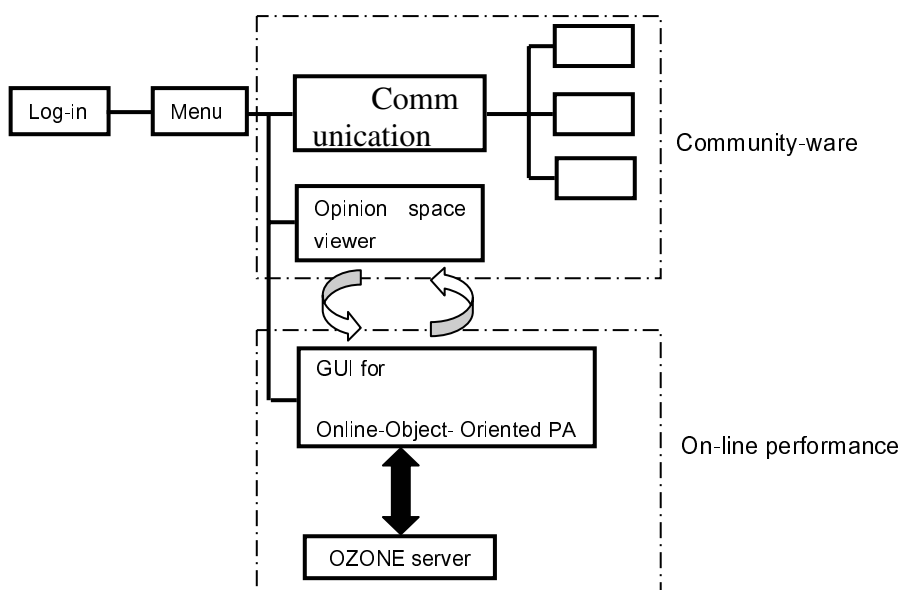 Log-in
Menu
Comm
unication
Community-ware
Opinion space
viewer
GUI for
Online-Object- Oriented PA
On-line performance
OZONE server